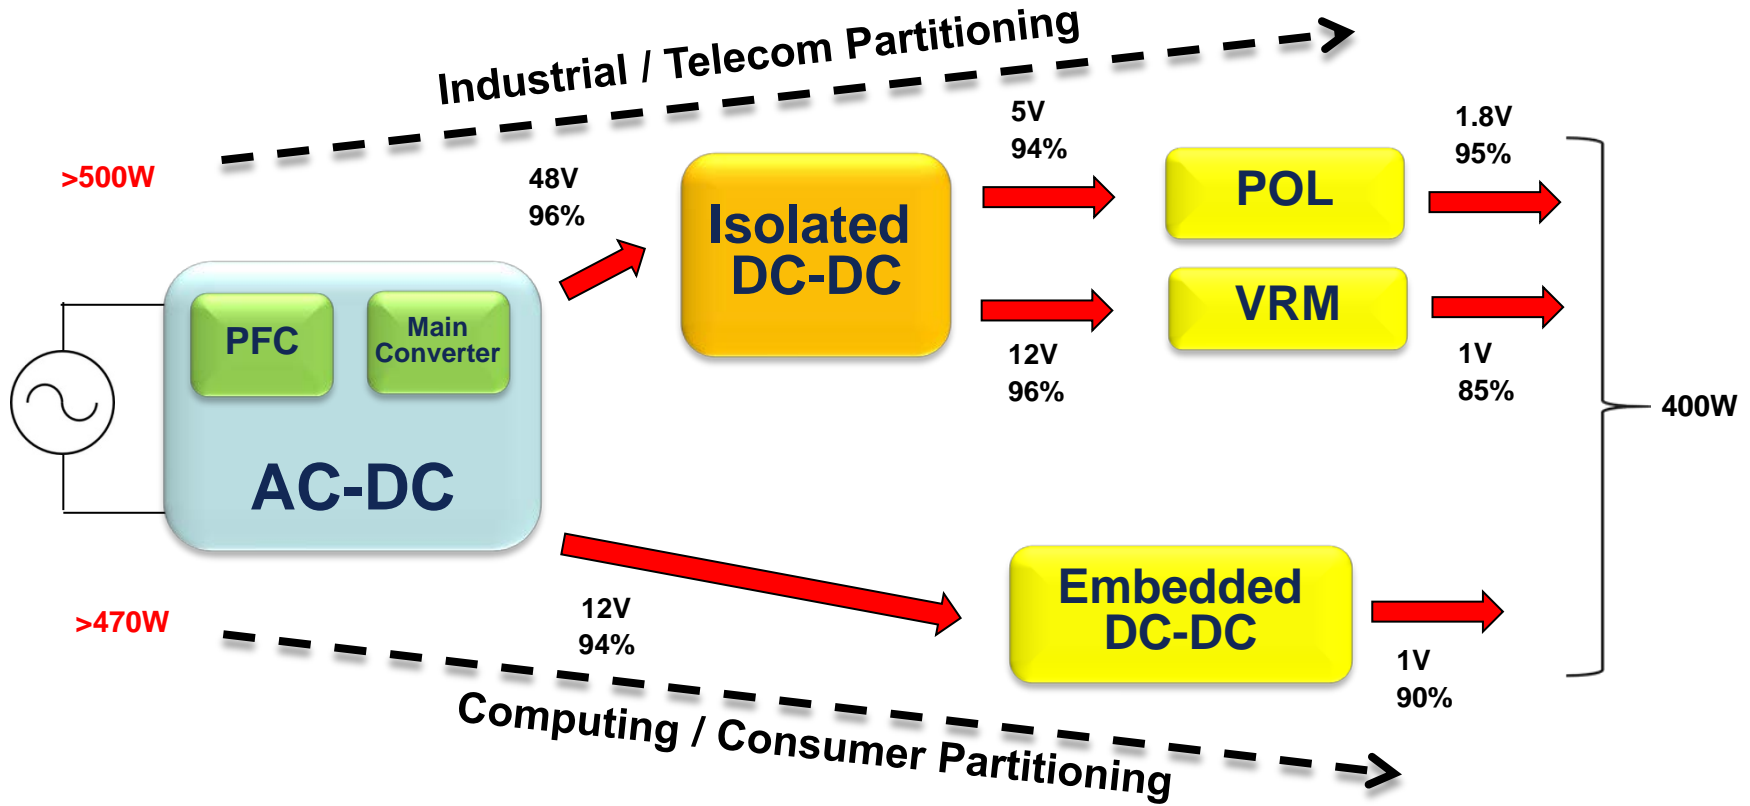 Industrial / Telecom Partitioning
>500W
48V
96%
Isolated
DC-DC
5V
94%
POL
1.8V
95%
12V
96%
VRM
1V
85%
400W
PFC
Main
Converter
AC-DC
>470W
12V
94%
Embedded
DC-DC
1V
90%
Computing / Consumer Partitioning